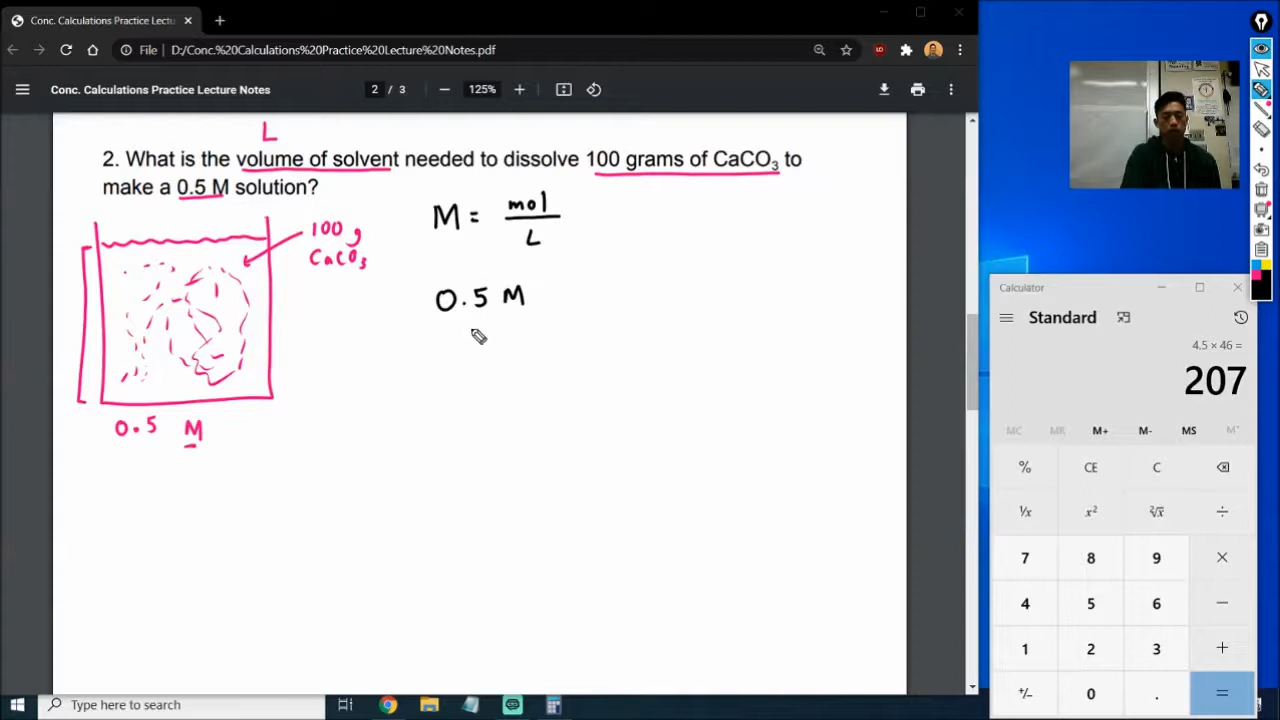 Conc. Calculations Practice Lectu
File | D:/Conc.%20Calculations%20Practice%20Lecture%20Notes.pdf
Conc. Calculations Practice Lecture Notes
2 / 3
125%
L
2. What is the volume of solvent needed to dissolve 100 grams of CaCO₃ to
make a 0.5 M solution?
100 g
CaCO₃
M = mol
L
0.5 M
0.5 M
Calculator
Standard
4.5 × 46 =
207
MC MR M+ M- MS M˅
% CE C
¹/x x² ²√x ÷
7 8 9 ×
4 5 6 −
1 2 3 +
+/− 0 . =
Type here to search